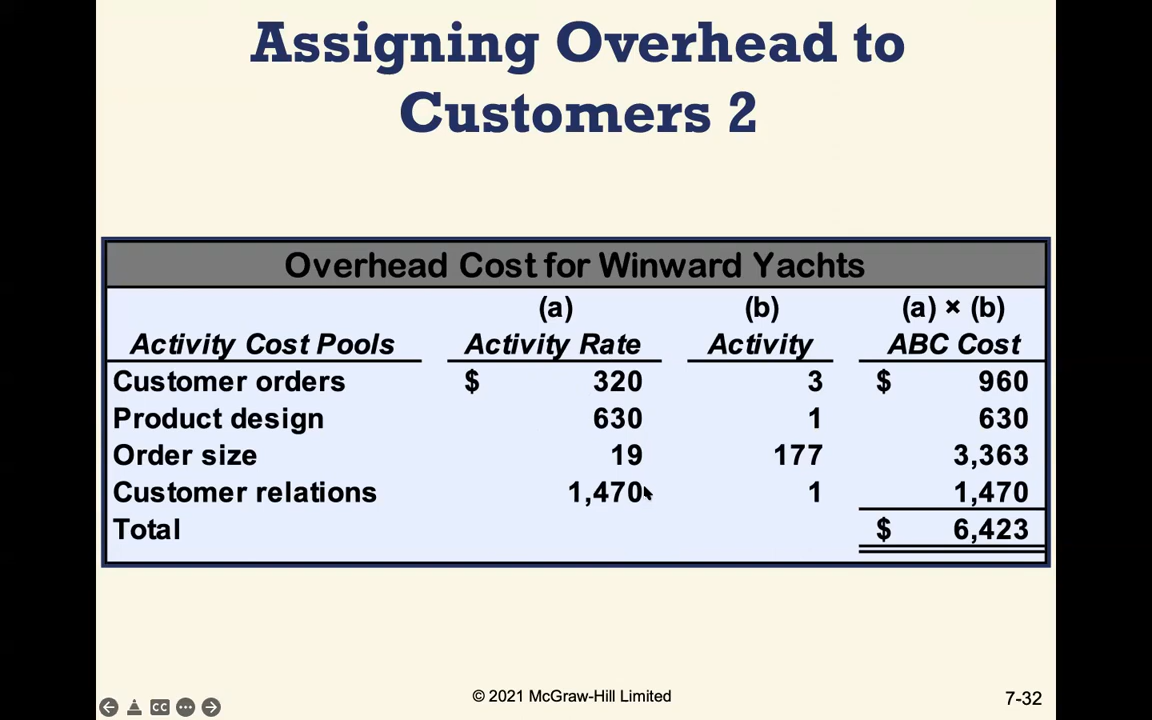 Assigning Overhead to
Customers 2
Overhead Cost for Winward Yachts
(a) (b) (a) × (b)
Activity Cost Pools Activity Rate Activity ABC Cost
Customer orders $ 320 3 $ 960
Product design 630 1 630
Order size 19 177 3,363
Customer relations 1,470 1 1,470
Total $ 6,423
CC
© 2021 McGraw-Hill Limited
7-32